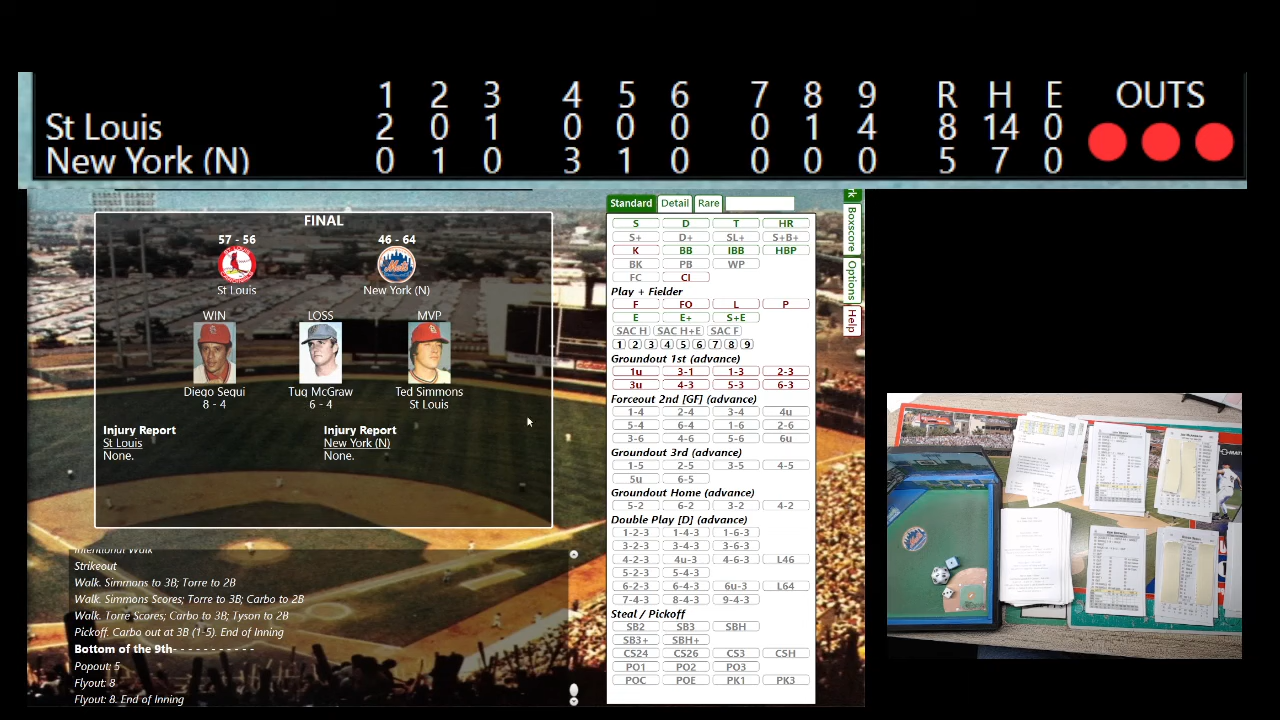 1 2 3 4 5 6 7 8 9 R H E OUTS
St Louis 2 0 1 0 0 0 0 1 4 8 14 0
New York (N) 0 1 0 3 1 0 0 0 0 5 7 0
FINAL
57 - 56 46 - 64
Mets
St Louis New York (N)
WIN LOSS MVP
Diego Segui Tug McGraw Ted Simmons
8 - 4 6 - 4 St Louis
Injury Report Injury Report
St Louis New York (N)
None. None.
Intentional Walk
Strikeout
Walk. Simmons to 3B; Torre to 2B
Walk. Simmons Scores; Torre to 3B; Carbo to 2B
Walk. Torre Scores; Carbo to 3B; Tyson to 2B
Pickoff. Carbo out at 3B (1-5). End of Inning
Bottom of the 9th- - - - - - - - - - -
Popout: 5
Flyout: 8
Flyout: 8. End of Inning
Standard Detail Rare
S D T HR
S+ D+ SL+ S+B+
K BB IBB HBP
BK PB WP
FC CI
Play + Fielder
F FO L P
E E+ S+E
SAC H SAC H+E SAC F
1 2 3 4 5 6 7 8 9
Groundout 1st (advance)
1u 3-1 1-3 2-3
3u 4-3 5-3 6-3
Forceout 2nd [GF] (advance)
1-4 2-4 3-4 4u
5-4 6-4 1-6 2-6
3-6 4-6 5-6 6u
Groundout 3rd (advance)
1-5 2-5 3-5 4-5
5u 6-5
Groundout Home (advance)
5-2 6-2 3-2 4-2
Double Play [D] (advance)
1-2-3 1-4-3 1-6-3
3-2-3 3-4-3 3-6-3
4-2-3 4u-3 4-6-3 L46
5-2-3 5-4-3
6-2-3 6-4-3 6u-3 L64
7-4-3 8-4-3 9-4-3
Steal / Pickoff
SB2 SB3 SBH
SB3+ SBH+
CS24 CS26 CS3 CSH
PO1 PO2 PO3
POC POE PK1 PK3
Boxscore
Options
Help